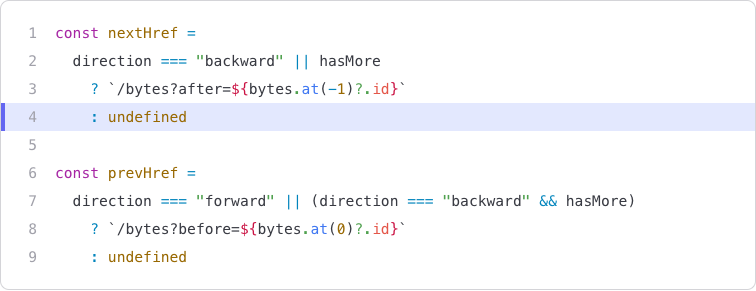 1 const nextHref =
2 direction === "backward" || hasMore
3 ? `/bytes?after=${bytes.at(-1)?.id}`
4 : undefined
5
6 const prevHref =
7 direction === "forward" || (direction === "backward" && hasMore)
8 ? `/bytes?before=${bytes.at(0)?.id}`
9 : undefined